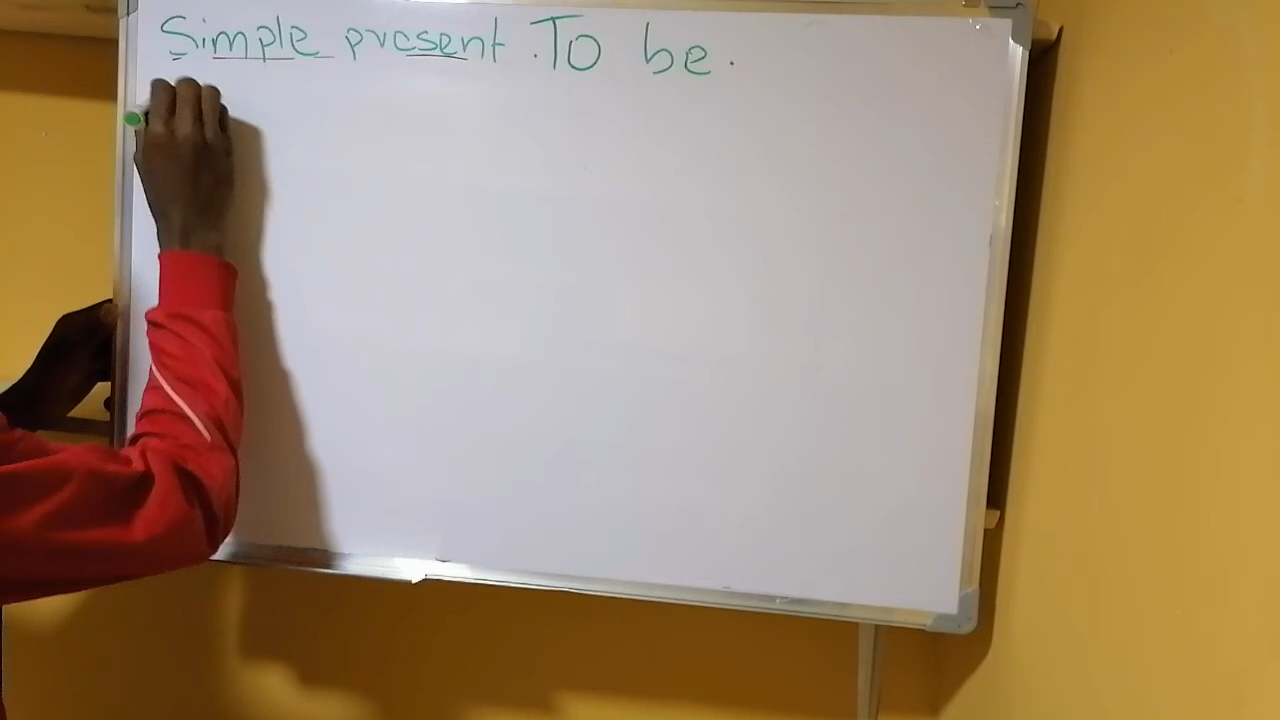 Simple present . To be .